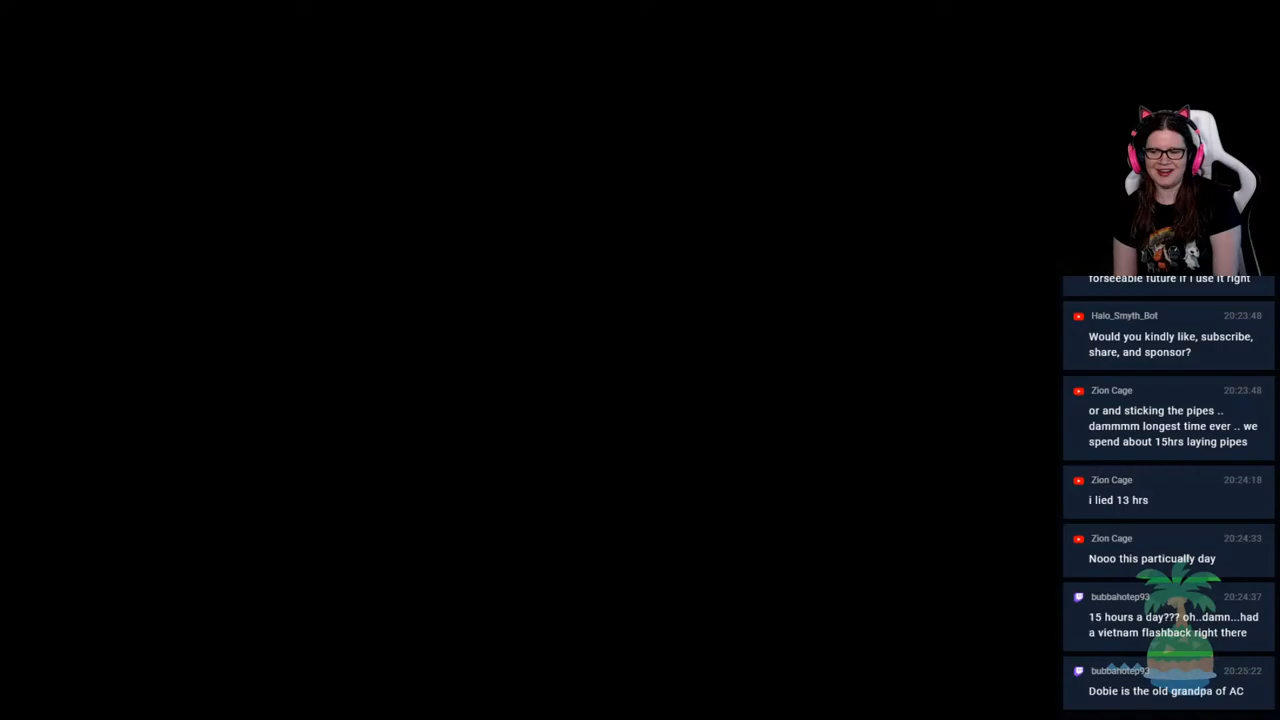 forseeable future if I use it right
Halo_Smyth_Bot 20:23:48
Would you kindly like, subscribe,
share, and sponsor?
Zion Cage 20:23:48
or and sticking the pipes ..
dammmm longest time ever .. we
spend about 15hrs laying pipes
Zion Cage 20:24:18
i lied 13 hrs
Zion Cage 20:24:33
Nooo this particually day
bubbahotep93 20:24:37
15 hours a day??? oh..damn...had
a vietnam flashback right there
bubbahotep93 20:25:22
Dobie is the old grandpa of AC